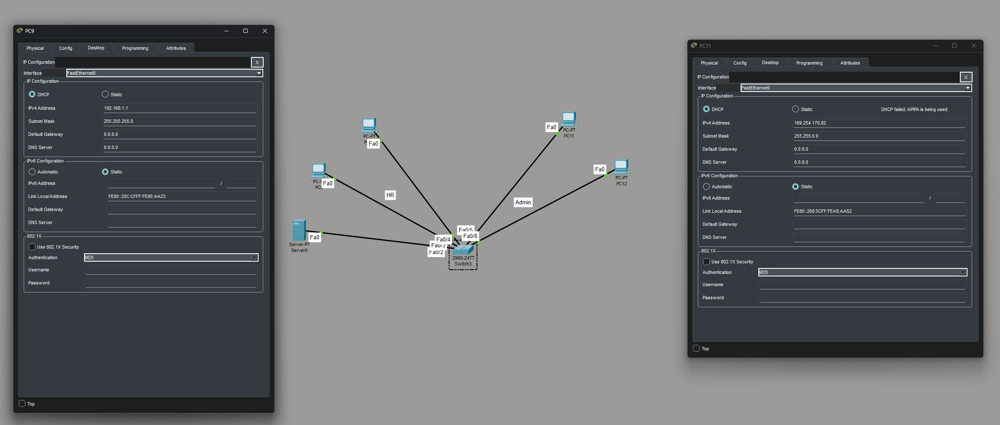 PC9
Physical Config Desktop Programming Attributes
IP Configuration X
Interface FastEthernet0
IP Configuration
DHCP Static
IPv4 Address 192.168.1.1
Subnet Mask 255.255.255.0
Default Gateway 0.0.0.0
DNS Server 0.0.0.0
IPv6 Configuration
Automatic Static
IPv6 Address /
Link Local Address FE80::20C:CFFF:FE90:AA23
Default Gateway
DNS Server
802.1X
Use 802.1X Security
Authentication MD5
Username
Password
Top
PC-PT
Fa0
Fa0
HR
Server-PT
Server0
Fa0
Fa0
PC-PT
PC11
Fa0
PC-PT
PC12
Admin
Fa0/5
Fa0/6
Fa0/4
Fa0/3
Fa0/2
2960-24TT
Switch3
PC11
Physical Config Desktop Programming Attributes
IP Configuration X
Interface FastEthernet0
IP Configuration
DHCP Static DHCP failed. APIPA is being used.
IPv4 Address 169.254.170.82
Subnet Mask 255.255.0.0
Default Gateway 0.0.0.0
DNS Server 0.0.0.0
IPv6 Configuration
Automatic Static
IPv6 Address /
Link Local Address FE80::260:5CFF:FEA8:AA52
Default Gateway
DNS Server
802.1X
Use 802.1X Security
Authentication MD5
Username
Password
Top